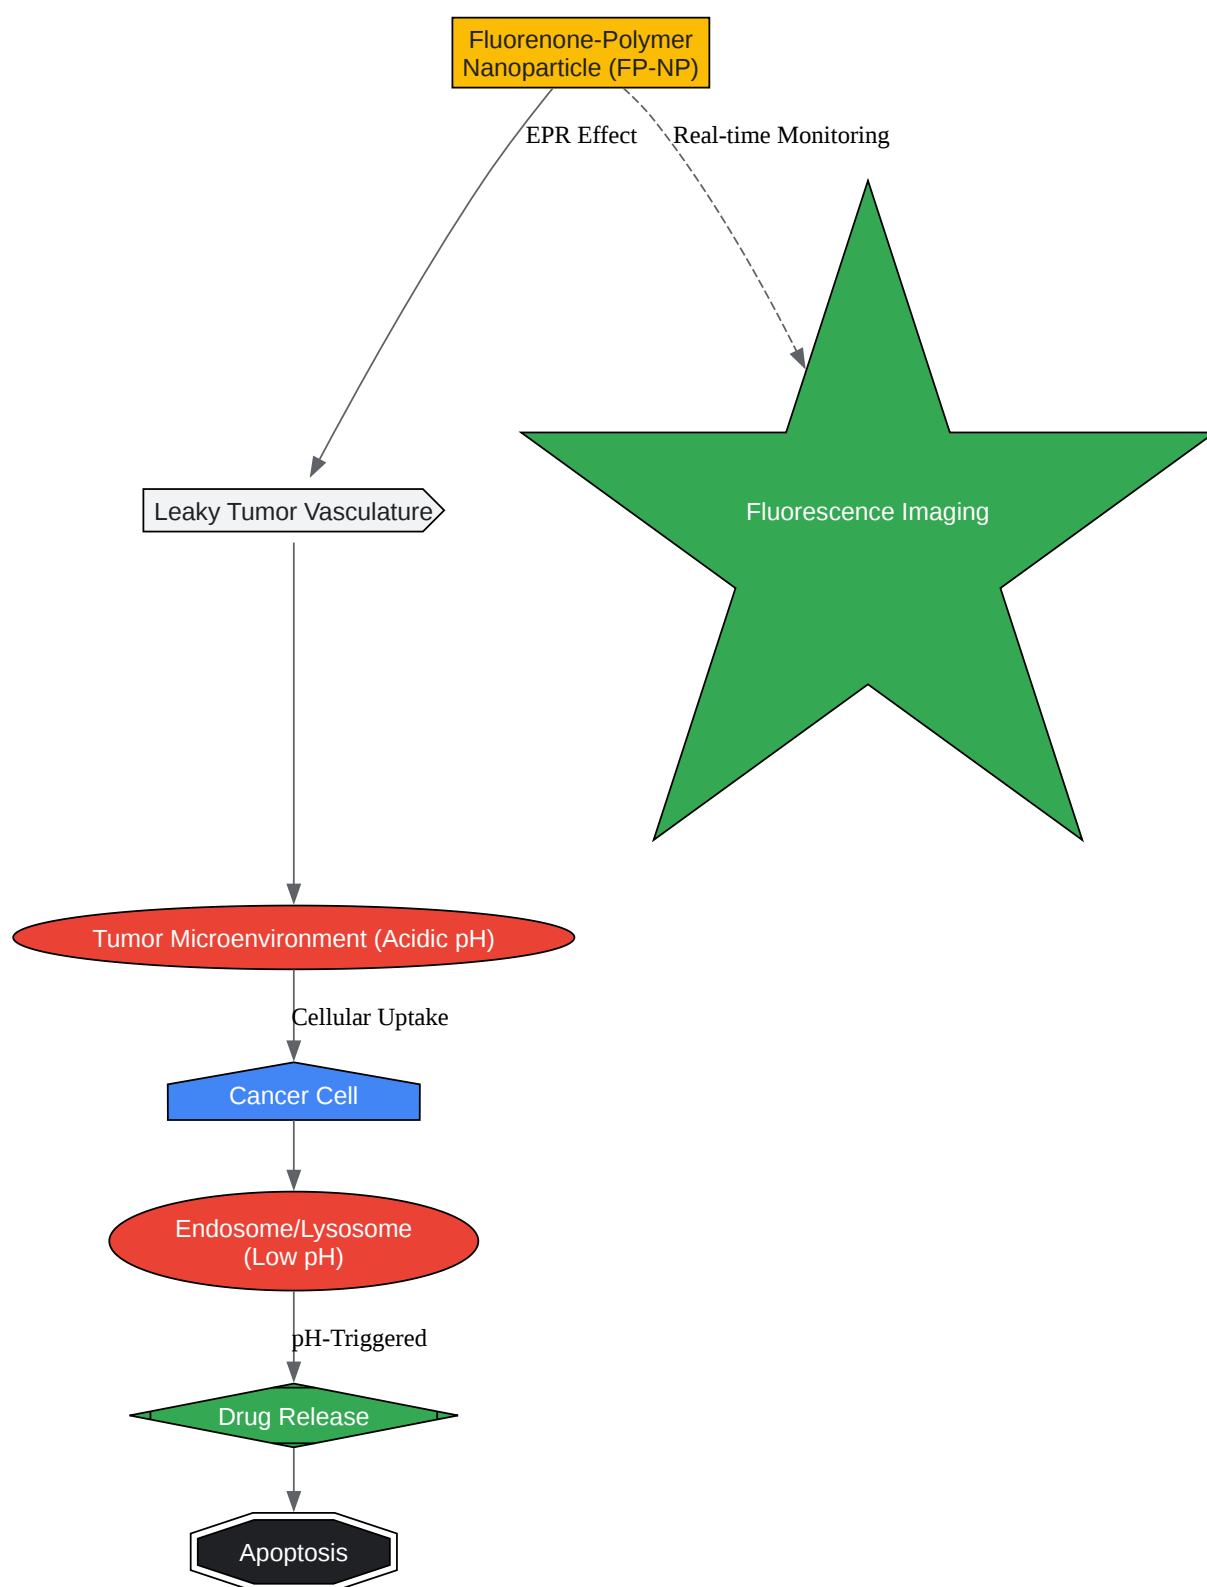 Fluorenone-Polymer
Nanoparticle (FP-NP)
EPR Effect
Real-time Monitoring
Leaky Tumor Vasculature
Fluorescence Imaging
Tumor Microenvironment (Acidic pH)
Cellular Uptake
Cancer Cell
Endosome/Lysosome
(Low pH)
pH-Triggered
Drug Release
Apoptosis